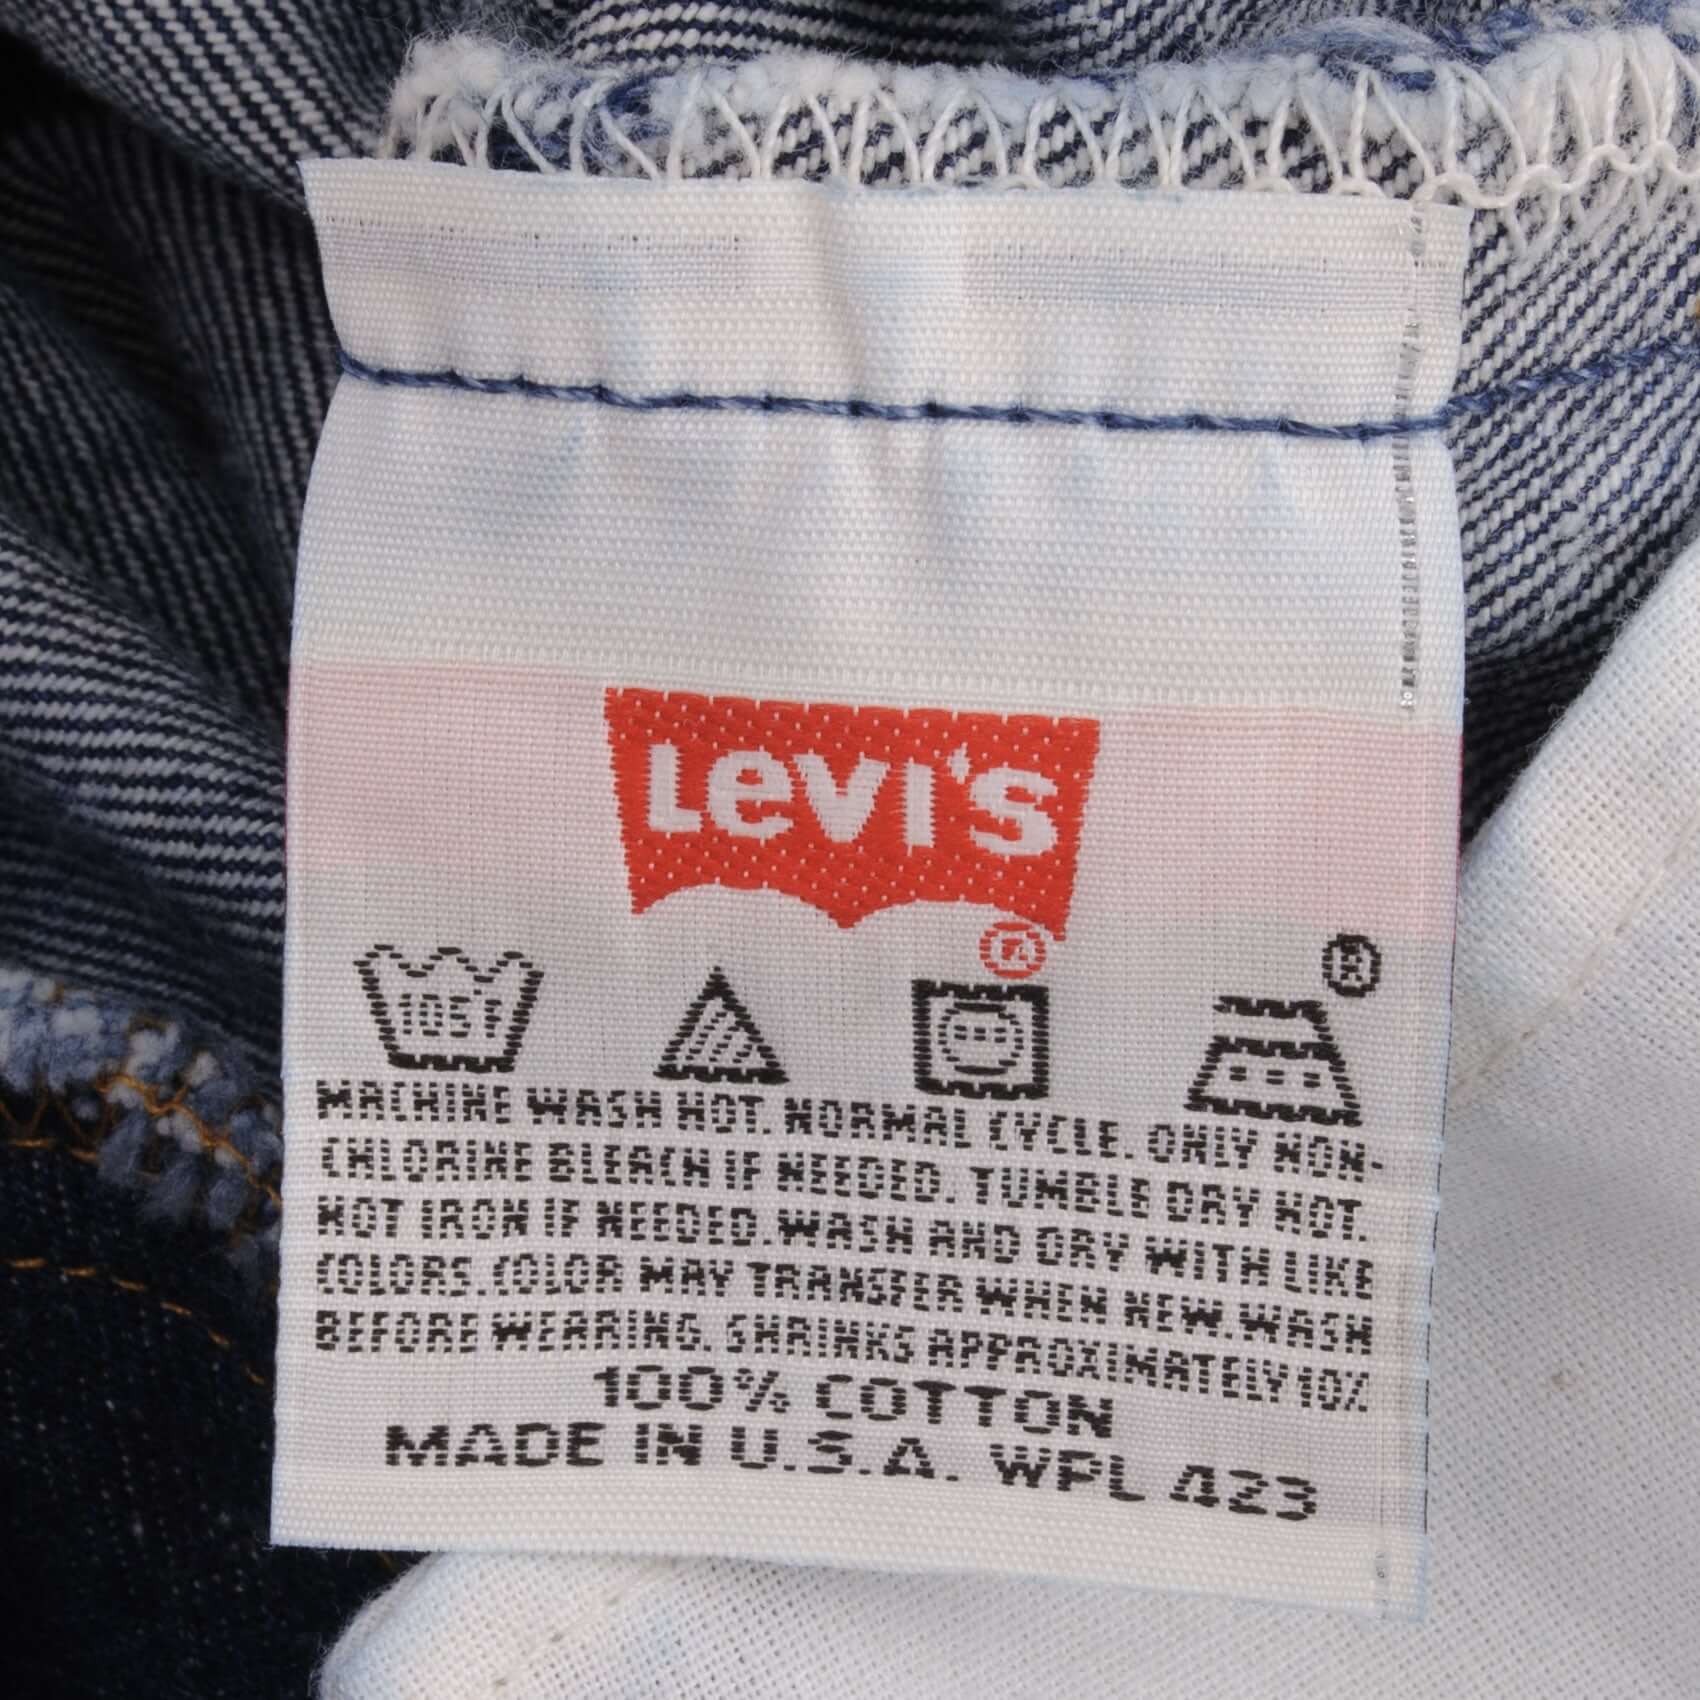 Levi's
®
®
105°F
MACHINE WASH HOT. NORMAL CYCLE. ONLY NON-
CHLORINE BLEACH IF NEEDED. TUMBLE DRY HOT.
HOT IRON IF NEEDED. WASH AND DRY WITH LIKE
COLORS. COLOR MAY TRANSFER WHEN NEW. WASH
BEFORE WEARING. SHRINKS APPROXIMATELY 10%
100% COTTON
MADE IN U.S.A. WPL 423